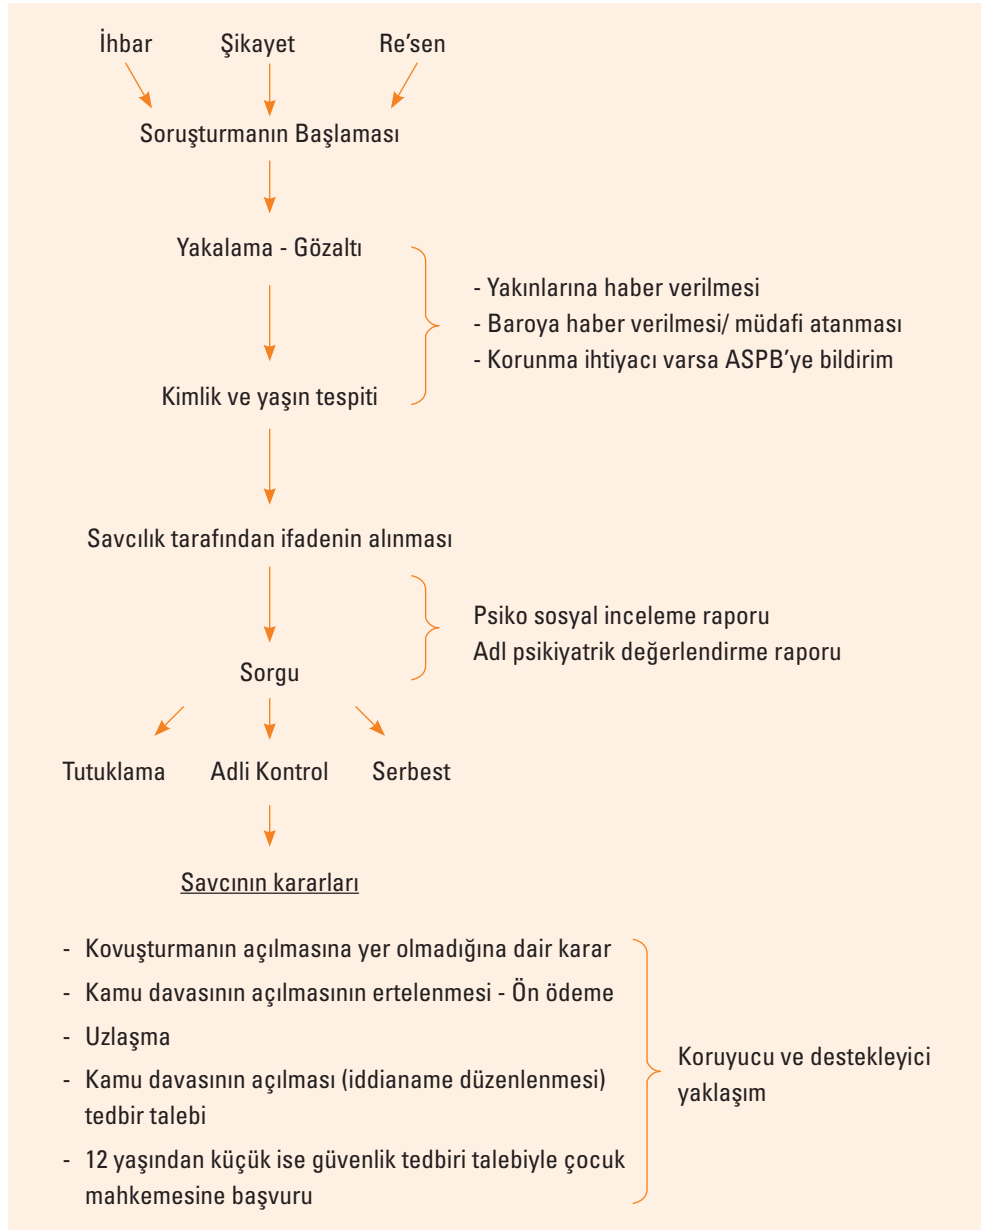 İhbar Şikayet Re'sen
Soruşturmanın Başlaması
Yakalama - Gözaltı
- Yakınlarına haber verilmesi
- Baroya haber verilmesi/ müdafi atanması
- Korunma ihtiyacı varsa ASPB'ye bildirim
Kimlik ve yaşın tespiti
Savcılık tarafından ifadenin alınması
Psiko sosyal inceleme raporu
Adl psikiyatrik değerlendirme raporu
Sorgu
Tutuklama Adli Kontrol Serbest
Savcının kararları
- Kovuşturmanın açılmasına yer olmadığına dair karar
- Kamu davasının açılmasının ertelenmesi - Ön ödeme
- Uzlaşma
- Kamu davasının açılması (iddianame düzenlenmesi)
tedbir talebi
- 12 yaşından küçük ise güvenlik tedbiri talebiyle çocuk
mahkemesine başvuru
Koruyucu ve destekleyici
yaklaşım